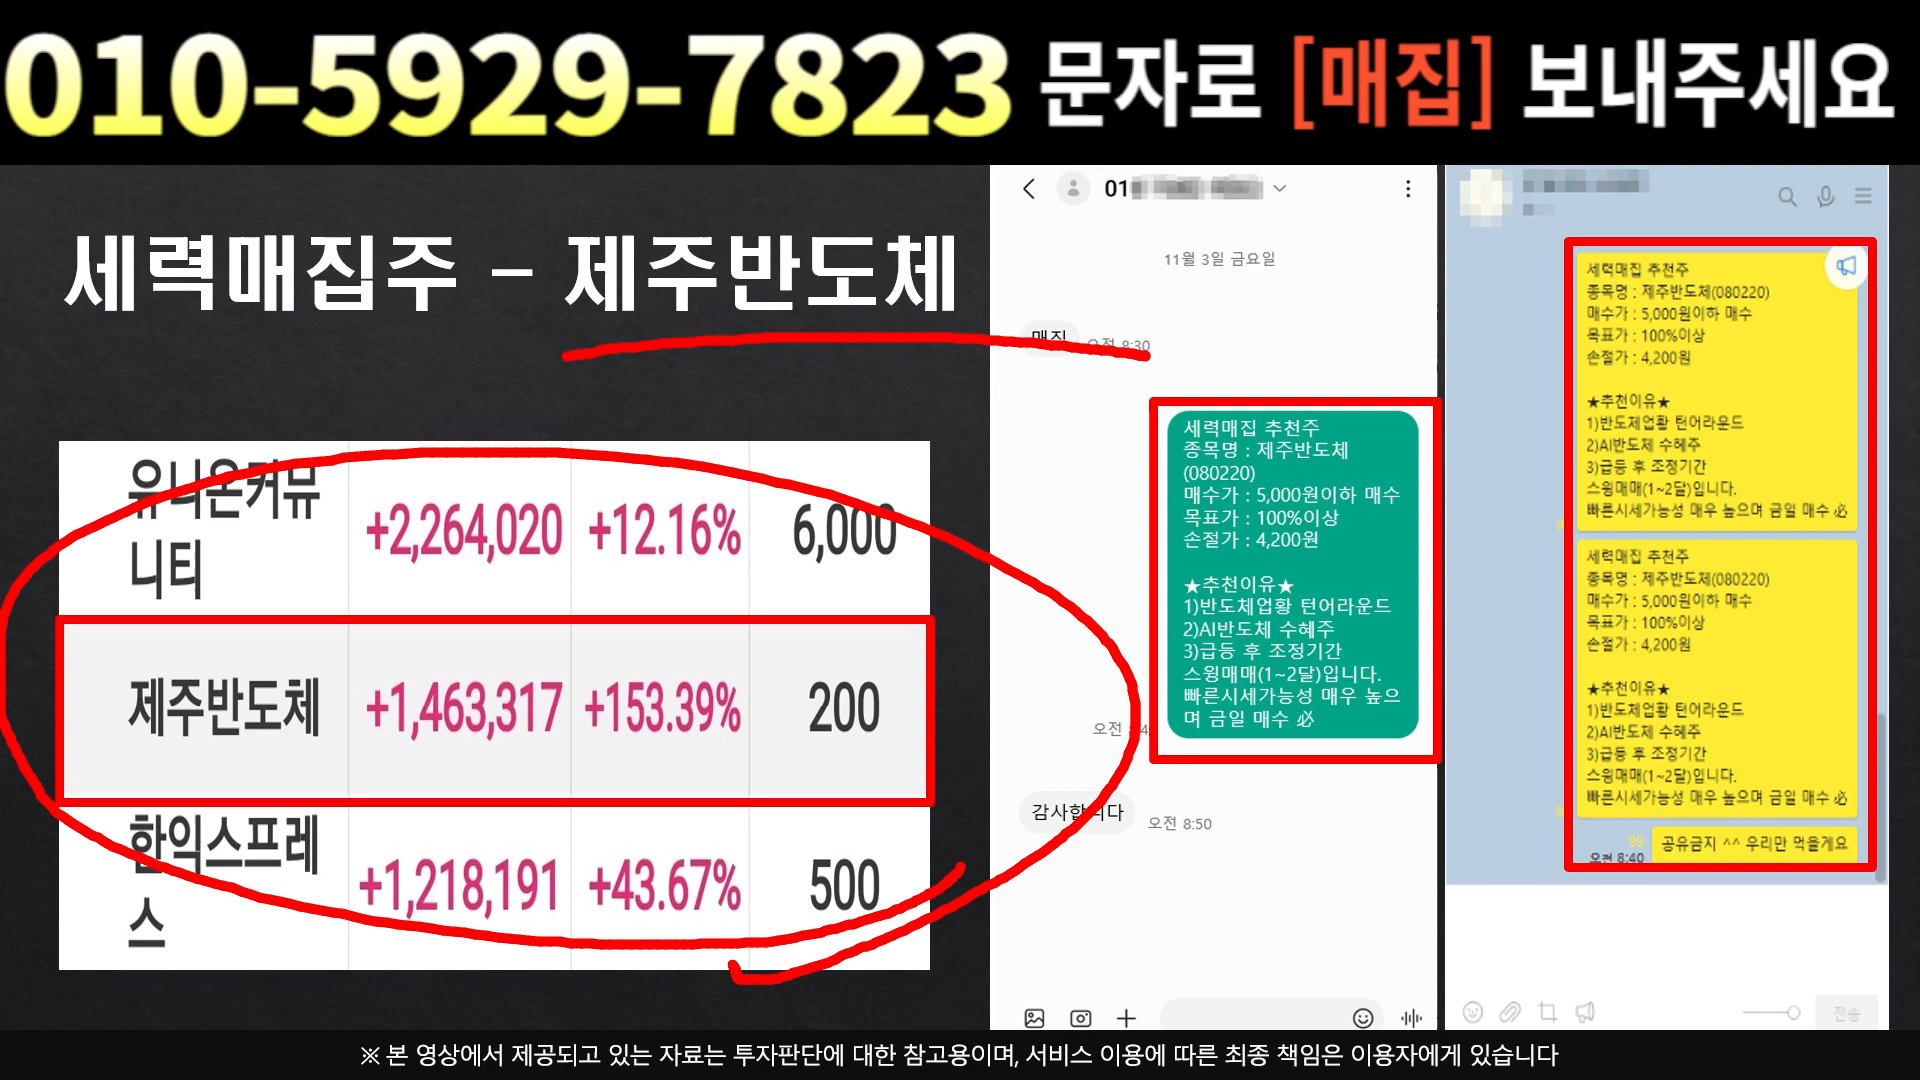 010-5929-7823 문자로 [매집] 보내주세요
세력매집주 - 제주반도체
유니온커뮤
니티
+2,264,020 +12.16% 6,000
제주반도체 +1,463,317 +153.39% 200
한익스프레
스
+1,218,191 +43.67% 500
01
11월 3일 금요일
매집
오전 8:30
세력매집 추천주
종목명 : 제주반도체
(080220)
매수가 : 5,000원이하 매수
목표가 : 100%이상
손절가 : 4,200원
★추천이유★
1)반도체업황 턴어라운드
2)AI반도체 수혜주
3)급등 후 조정기간
스윙매매(1~2달)입니다.
빠른시세가능성 매우 높으
며 금일 매수 必
오전
감사합니다
오전 8:50
세력매집 추천주
종목명 : 제주반도체(080220)
매수가 : 5,000원이하 매수
목표가 : 100%이상
손절가 : 4,200원
★추천이유★
1)반도체업황 턴어라운드
2)AI반도체 수혜주
3)급등 후 조정기간
스윙매매(1~2달)입니다.
빠른시세가능성 매우 높으며 금일 매수 必
세력매집 추천주
종목명 : 제주반도체(080220)
매수가 : 5,000원이하 매수
목표가 : 100%이상
손절가 : 4,200원
★추천이유★
1)반도체업황 턴어라운드
2)AI반도체 수혜주
3)급등 후 조정기간
스윙매매(1~2달)입니다.
빠른시세가능성 매우 높으며 금일 매수 必
오전 8:40
공유금지 ^^ 우리만 먹을게요
전송
※ 본 영상에서 제공되고 있는 자료는 투자판단에 대한 참고용이며, 서비스 이용에 따른 최종 책임은 이용자에게 있습니다